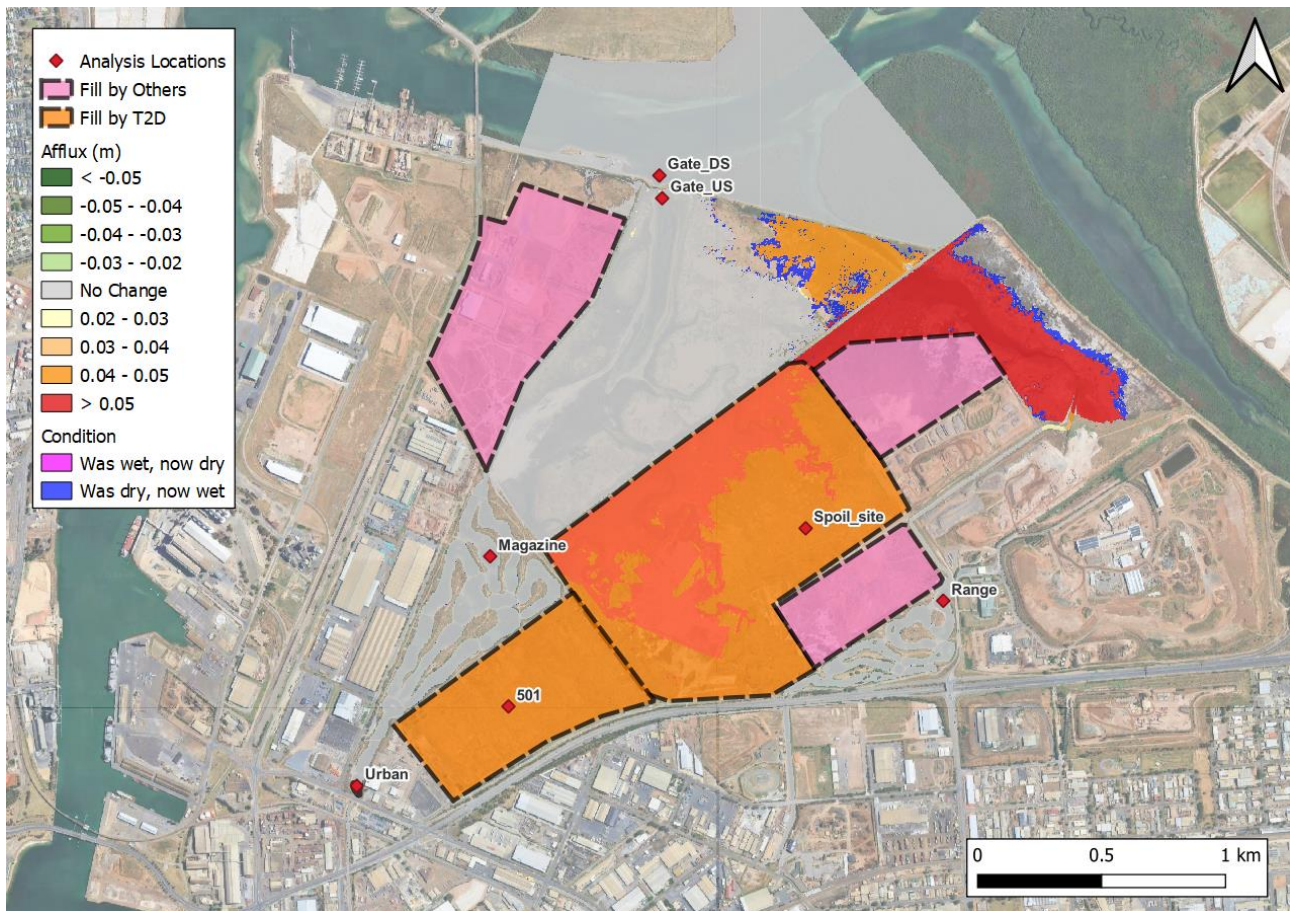 Analysis Locations
Fill by Others
Fill by T2D
Afflux (m)
< -0.05
-0.05 - -0.04
-0.04 - -0.03
-0.03 - -0.02
No Change
0.02 - 0.03
0.03 - 0.04
0.04 - 0.05
> 0.05
Condition
Was wet, now dry
Was dry, now wet
Gate_DS
Gate_US
Spoil_site
Magazine
Range
501
Urban
0 0.5 1 km